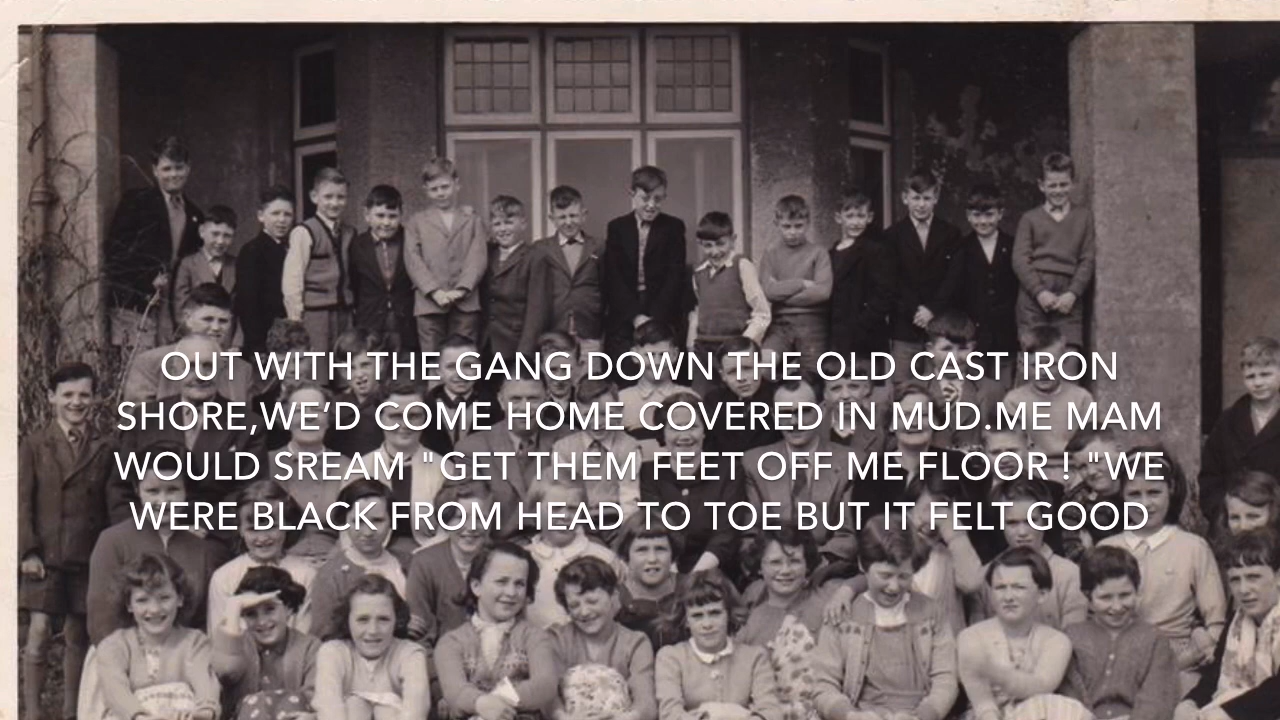 OUT WITH THE GANG DOWN THE OLD CAST IRON
SHORE,WE’D COME HOME COVERED IN MUD.ME MAM
WOULD SREAM "GET THEM FEET OFF ME FLOOR ! "WE
WERE BLACK FROM HEAD TO TOE BUT IT FELT GOOD